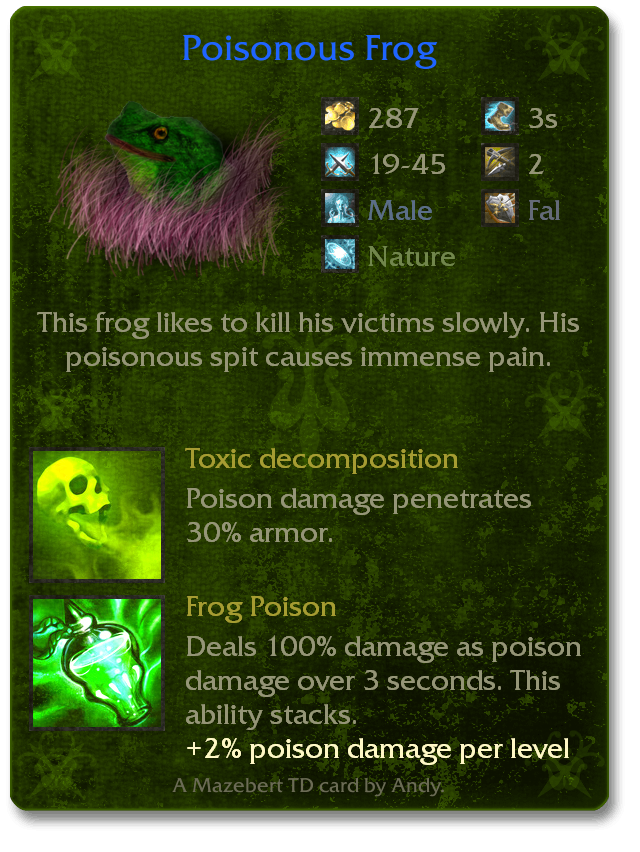 Poisonous Frog
287 3s
19-45 2
Male Fal
Nature
This frog likes to kill his victims slowly. His
poisonous spit causes immense pain.
Toxic decomposition
Poison damage penetrates
30% armor.
Frog Poison
Deals 100% damage as poison
damage over 3 seconds. This
ability stacks.
+2% poison damage per level
A Mazebert TD card by Andy.